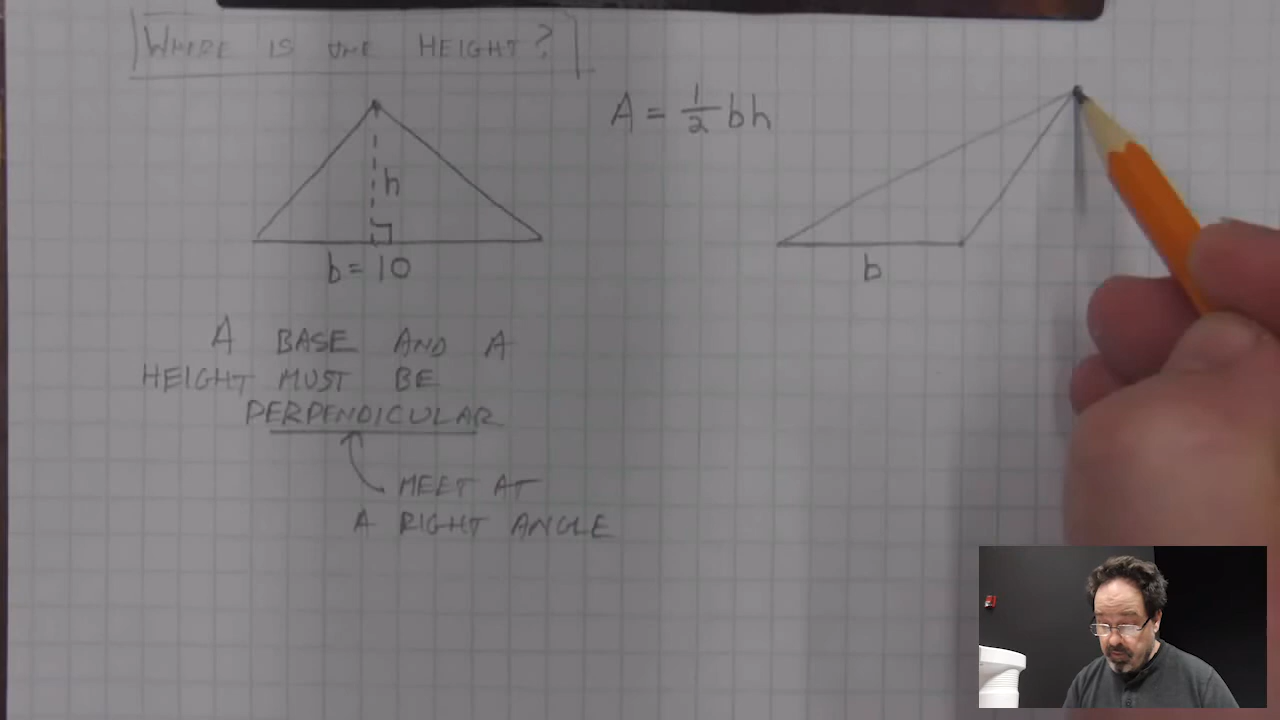 WHERE IS THE HEIGHT?
A = 1/2 bh
h
b = 10
b
A BASE AND A
HEIGHT MUST BE
PERPENDICULAR
MEET AT
A RIGHT ANGLE